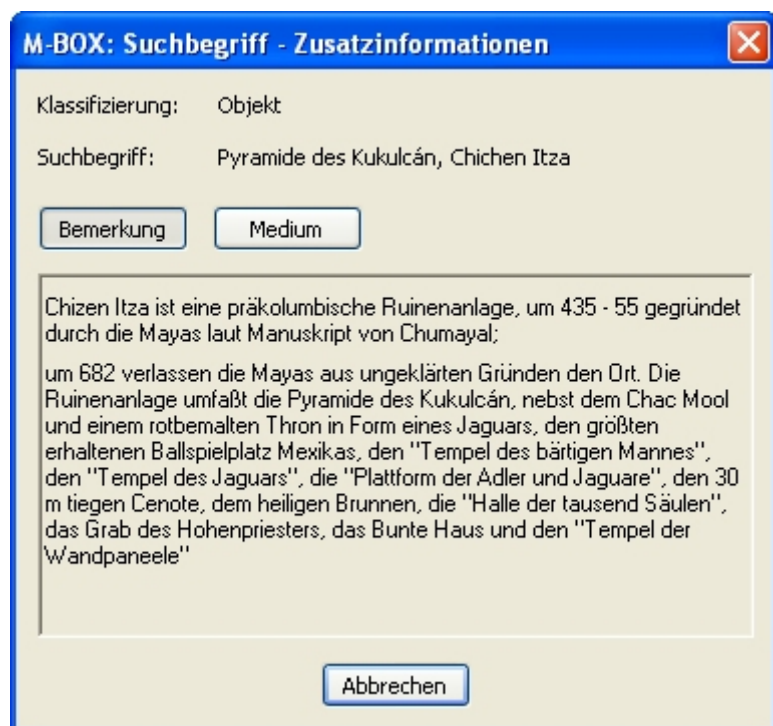 M-BOX: Suchbegriff - Zusatzinformationen
Klassifizierung: Objekt
Suchbegriff: Pyramide des Kukulcán, Chichen Itza
Bemerkung Medium
Chizen Itza ist eine präkolumbische Ruinenanlage, um 435 - 55 gegründet
durch die Mayas laut Manuskript von Chumayal;
um 682 verlassen die Mayas aus ungeklärten Gründen den Ort. Die
Ruinenanlage umfaßt die Pyramide des Kukulcán, nebst dem Chac Mool
und einem rotbemalten Thron in Form eines Jaguars, den größten
erhaltenen Ballspielplatz Mexikas, den "Tempel des bärtigen Mannes",
den "Tempel des Jaguars", die "Plattform der Adler und Jaguare", den 30
m tiegen Cenote, dem heiligen Brunnen, die "Halle der tausend Säulen",
das Grab des Hohenpriesters, das Bunte Haus und den "Tempel der
Wandpaneele"
Abbrechen